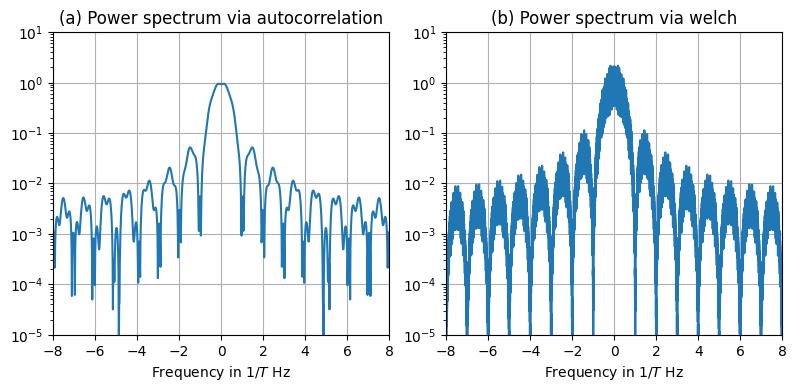 (a) Power spectrum via autocorrelation
(b) Power spectrum via welch
10¹
10⁰
10⁻¹
10⁻²
10⁻³
10⁻⁴
10⁻⁵
−8 −6 −4 −2 0 2 4 6 8
Frequency in 1/T Hz
10¹
10⁰
10⁻¹
10⁻²
10⁻³
10⁻⁴
10⁻⁵
−8 −6 −4 −2 0 2 4 6 8
Frequency in 1/T Hz